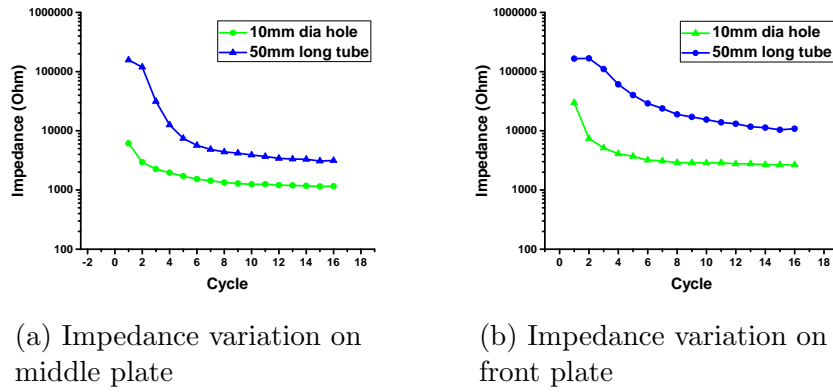 1000000
100000
10000
1000
100
Impedance (Ohm)
10mm dia hole
50mm long tube
-2 0 2 4 6 8 10 12 14 16 18
Cycle
(a) Impedance variation on
middle plate
1000000
100000
10000
1000
100
Impedance (Ohm)
10mm dia hole
50mm long tube
0 2 4 6 8 10 12 14 16 18
Cycle
(b) Impedance variation on
front plate